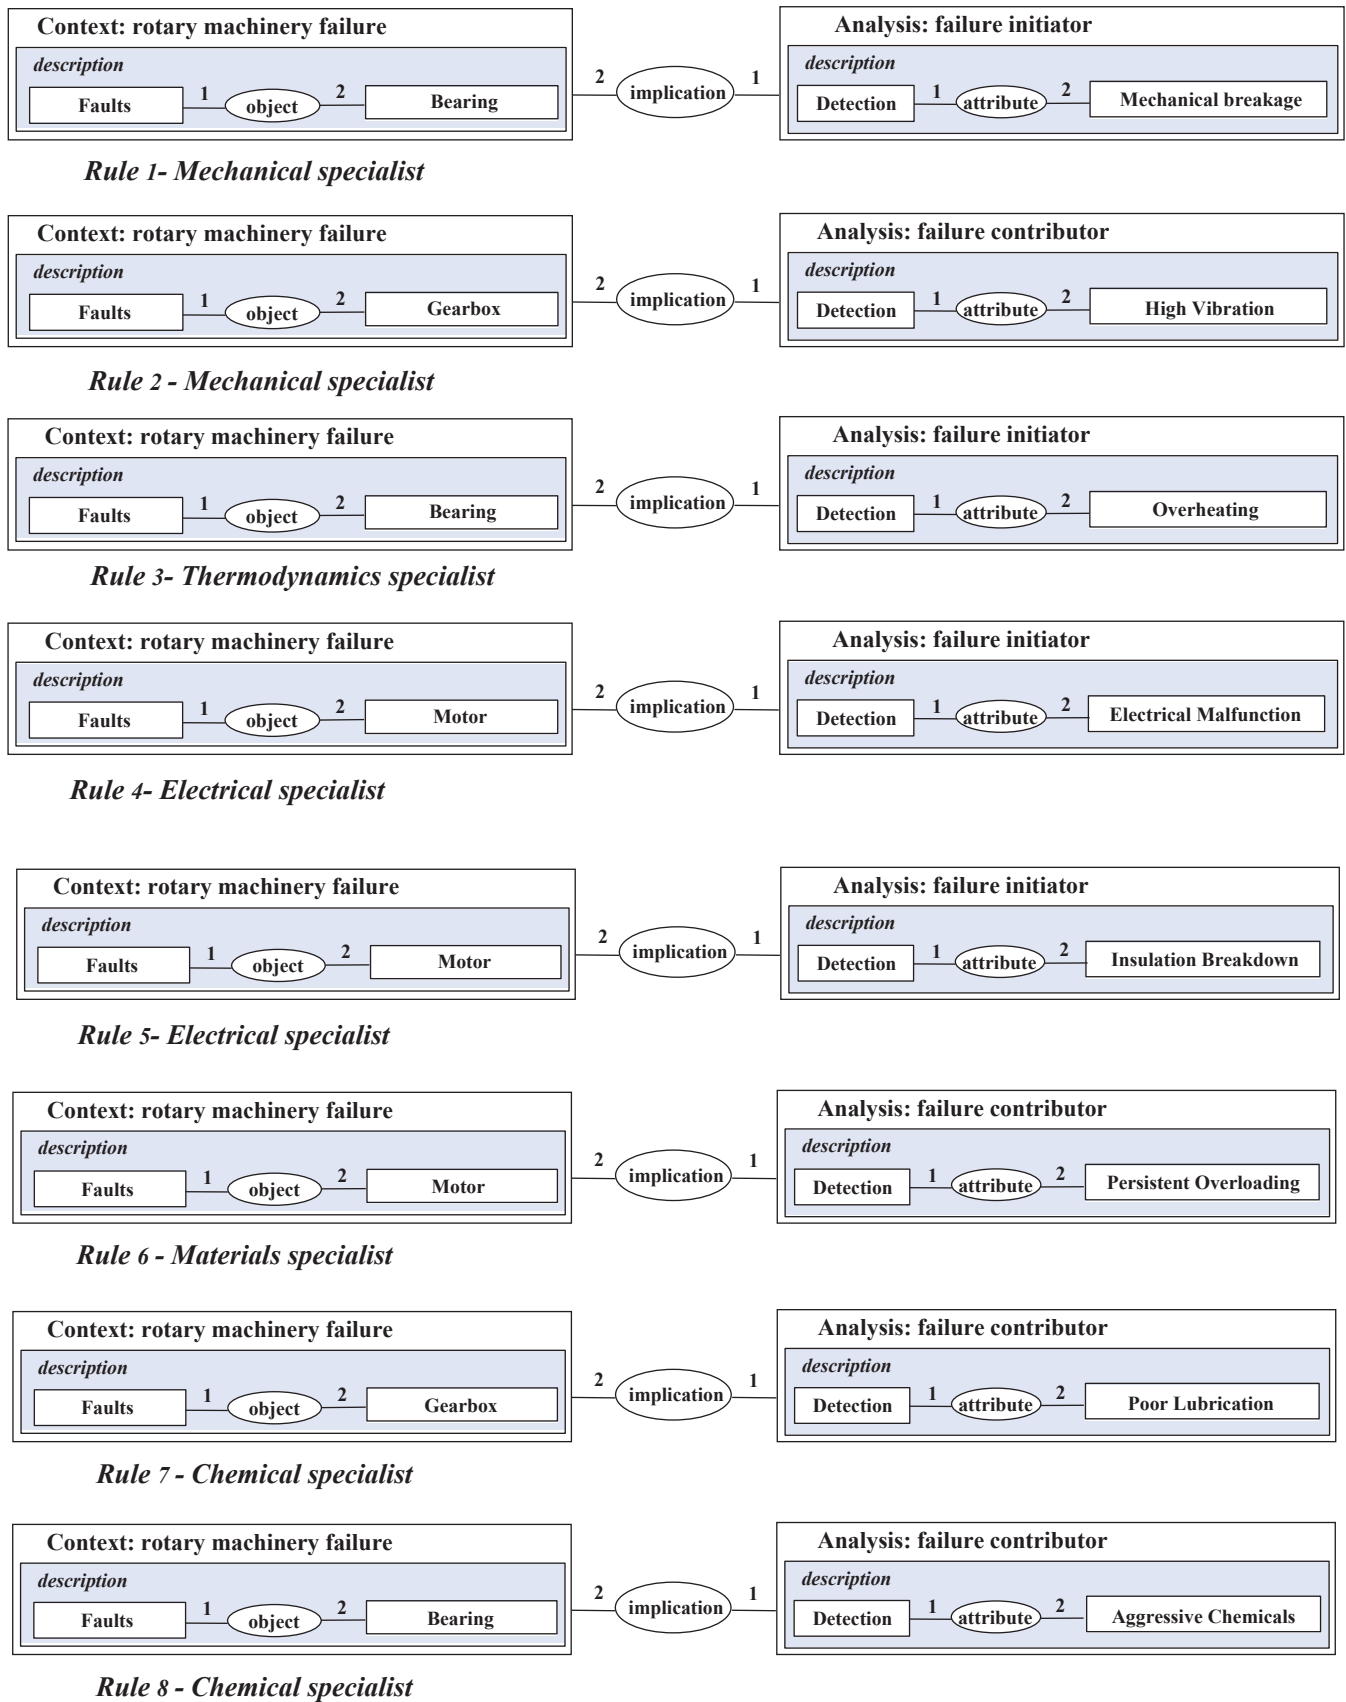 Context: rotary machinery failure
Analysis: failure initiator
description
description
Faults 1 object 2 Bearing
2 implication 1
Detection 1 attribute 2 Mechanical breakage
Rule 1- Mechanical specialist
Context: rotary machinery failure
Analysis: failure contributor
description
description
Faults 1 object 2 Gearbox
2 implication 1
Detection 1 attribute 2 High Vibration
Rule 2 - Mechanical specialist
Context: rotary machinery failure
Analysis: failure initiator
description
description
Faults 1 object 2 Bearing
2 implication 1
Detection 1 attribute 2 Overheating
Rule 3- Thermodynamics specialist
Context: rotary machinery failure
Analysis: failure initiator
description
description
Faults 1 object 2 Motor
2 implication 1
Detection 1 attribute 2 Electrical Malfunction
Rule 4- Electrical specialist
Context: rotary machinery failure
Analysis: failure initiator
description
description
Faults 1 object 2 Motor
2 implication 1
Detection 1 attribute 2 Insulation Breakdown
Rule 5- Electrical specialist
Context: rotary machinery failure
Analysis: failure contributor
description
description
Faults 1 object 2 Motor
2 implication 1
Detection 1 attribute 2 Persistent Overloading
Rule 6 - Materials specialist
Context: rotary machinery failure
Analysis: failure contributor
description
description
Faults 1 object 2 Gearbox
2 implication 1
Detection 1 attribute 2 Poor Lubrication
Rule 7 - Chemical specialist
Context: rotary machinery failure
Analysis: failure contributor
description
description
Faults 1 object 2 Bearing
2 implication 1
Detection 1 attribute 2 Aggressive Chemicals
Rule 8 - Chemical specialist